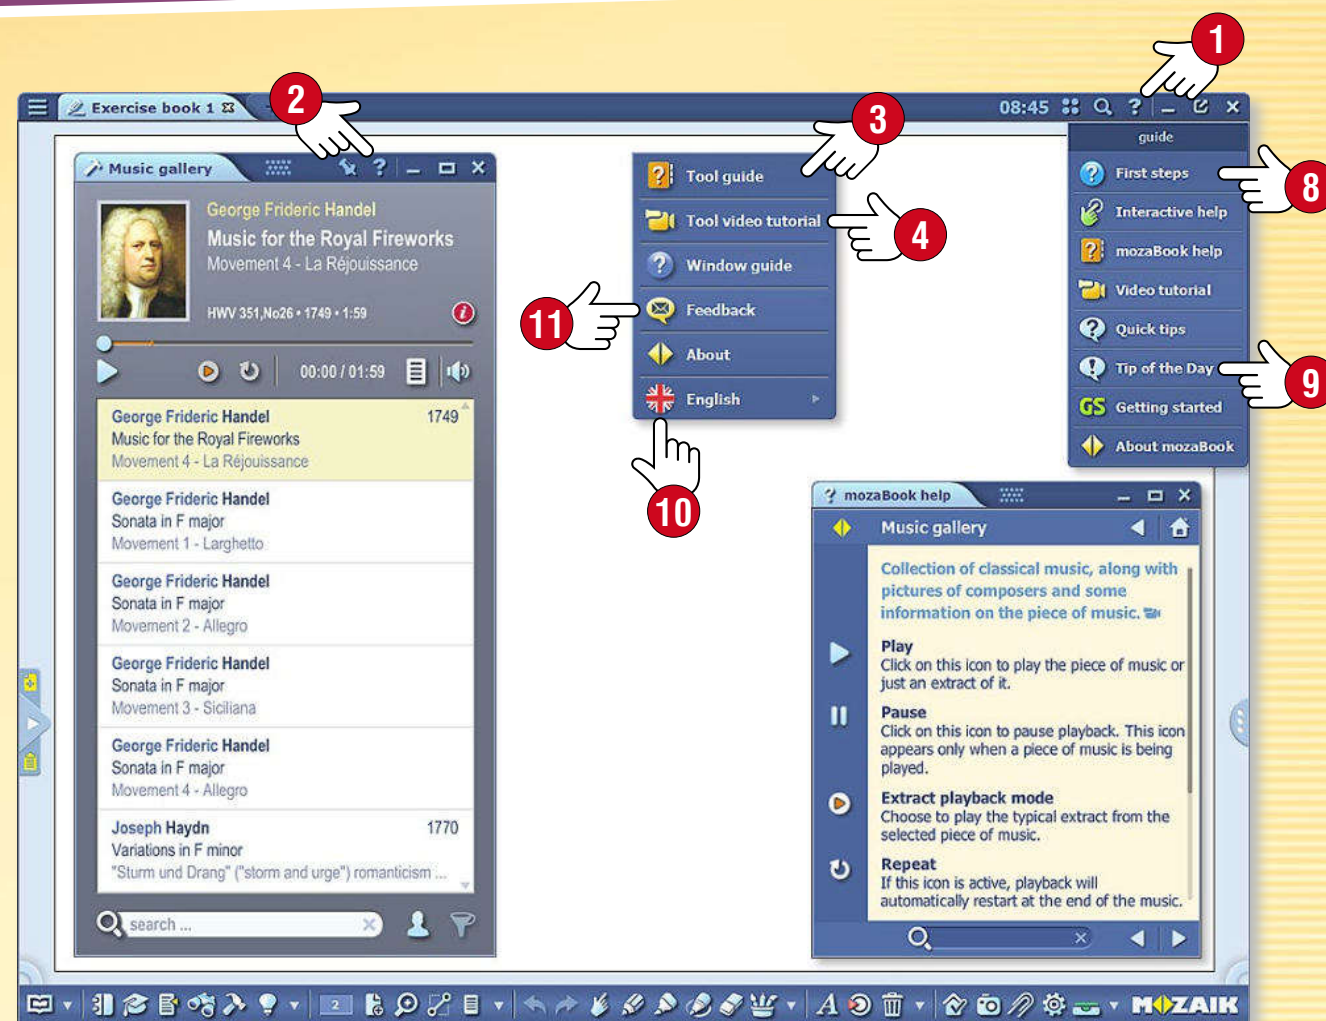 1
2
Exercise book 1
08:45
3
guide
Music gallery
Tool guide
First steps
8
George Frideric Handel
Music for the Royal Fireworks
Movement 4 - La Réjouissance
Tool video tutorial
4
Interactive help
Window guide
mozaBook help
HWV 351,No26 • 1749 • 1:59
11
Feedback
Video tutorial
Quick tips
About
00:00 / 01:59
Tip of the Day
9
English
GS Getting started
10
About mozaBook
George Frideric Handel 1749
Music for the Royal Fireworks
Movement 4 - La Réjouissance
George Frideric Handel
Sonata in F major
Movement 1 - Larghetto
George Frideric Handel
Sonata in F major
Movement 2 - Allegro
George Frideric Handel
Sonata in F major
Movement 3 - Siciliana
George Frideric Handel
Sonata in F major
Movement 4 - Allegro
Joseph Haydn 1770
Variations in F minor
"Sturm und Drang" ("storm and urge") romanticism ...
search ...
? mozaBook help
Music gallery
Collection of classical music, along with
pictures of composers and some
information on the piece of music.
Play
Click on this icon to play the piece of music or
just an extract of it.
Pause
Click on this icon to pause playback. This icon
appears only when a piece of music is being
played.
Extract playback mode
Choose to play the typical extract from the
selected piece of music.
Repeat
If this icon is active, playback will
automatically restart at the end of the music.
2
A
MOZAIK